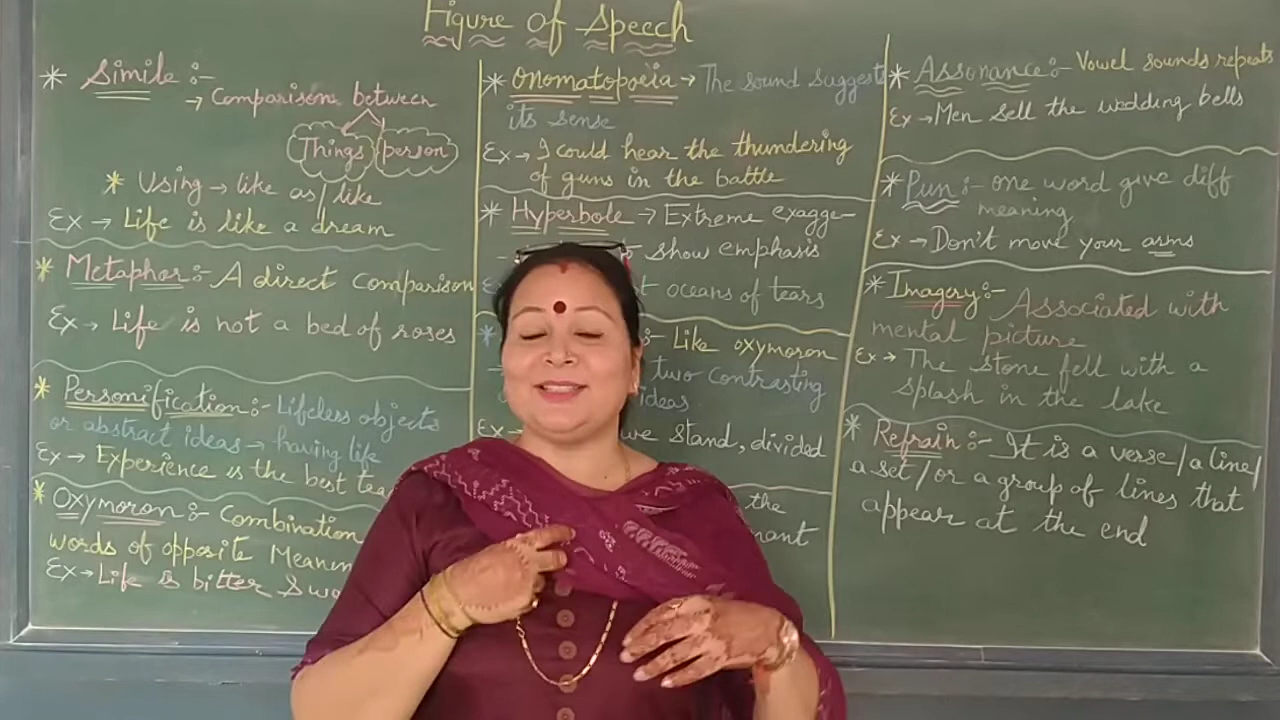 Figure of Speech
* Simile :-
→ Comparison between
Things person
* Using → like as/like
Ex → Life is like a dream
* Metaphor :- A direct comparison
Ex → Life is not a bed of roses
* Personification :- Lifeless objects
or abstract ideas → having life
Ex → Experience is the best
* Oxymoron :- Combination
words of opposite
Ex → Life is bitter
* Onomatopoeia → The sound suggest
its sense
Ex → I could hear the thundering
of guns in the battle
* Hyperbole → Extreme exagge-
show emphasis
oceans of tears
:- Like oxymoron
two contrasting
ideas
Ex → we stand, divided
the
* Assonance :- Vowel sounds repeats
Ex → Men sell the wedding bells
* Pun :- one word give diff
meaning
Ex → Don't move your arms
* Imagery :- Associated with
mental picture
Ex → The stone fell with a
splash in the lake
* Refrain :- It is a verse/a line/
a set/or a group of lines that
appear at the end